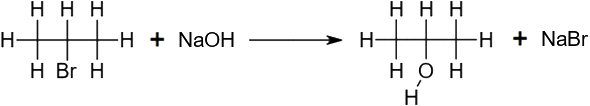 H H H H H H
H H + NaOH H H + NaBr
H Br H H O H
H